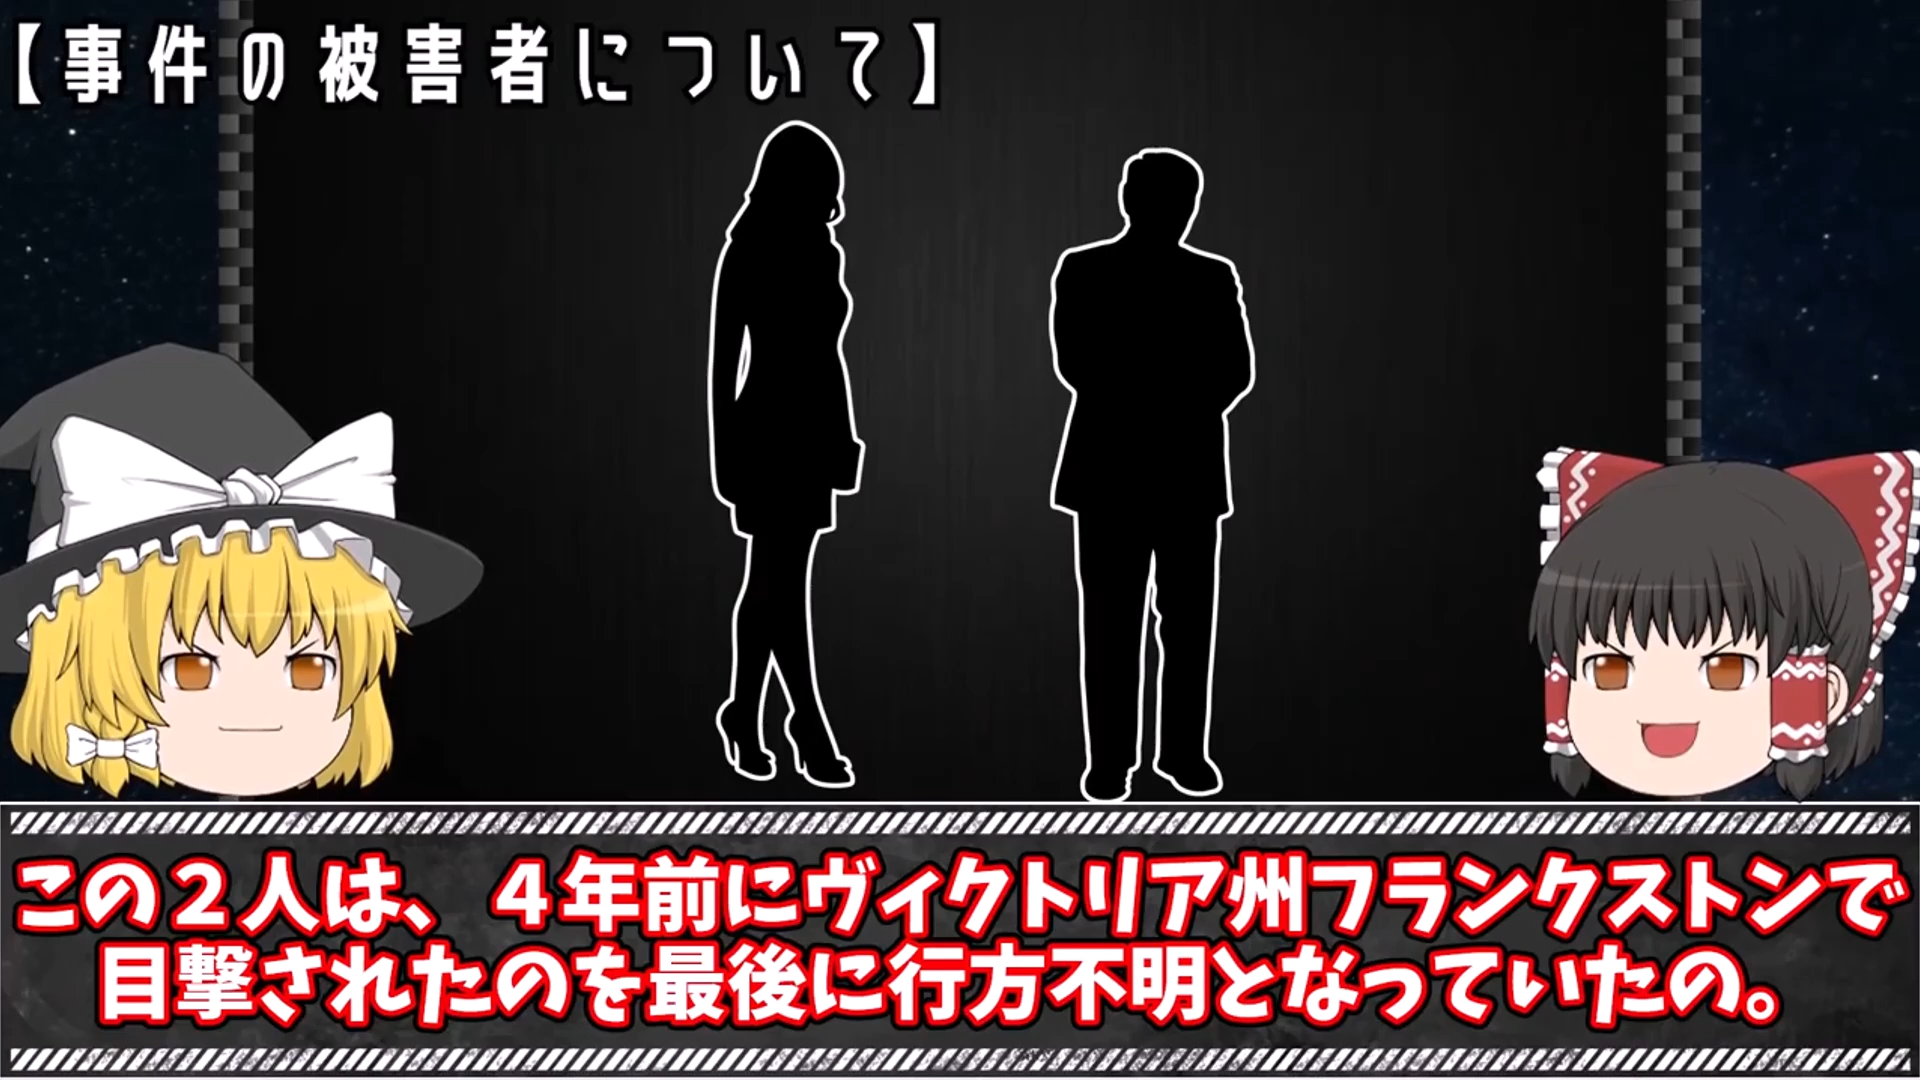 【事件の被害者について】
この２人は、４年前にヴィクトリア州フランクストンで
目撃されたのを最後に行方不明となっていたの。